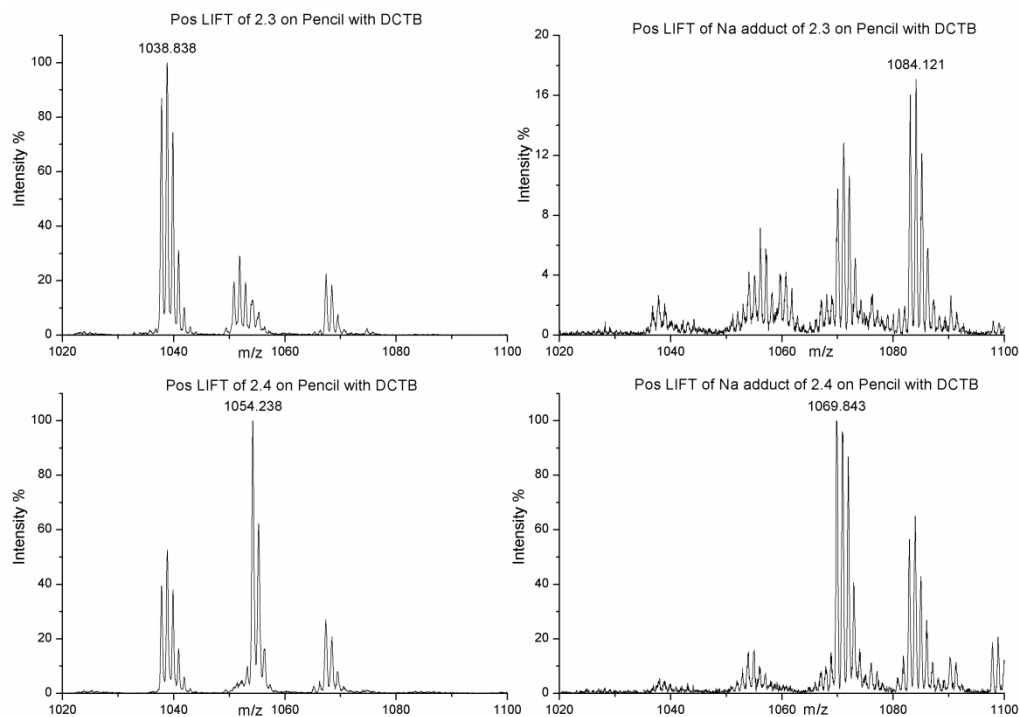 Pos LIFT of 2.3 on Pencil with DCTB
1038.838
100
80
60
40
20
0
Intensity %
1020 1040 1060 1080 1100
m/z
Pos LIFT of Na adduct of 2.3 on Pencil with DCTB
1084.121
20
16
12
8
4
0
Intensity %
1020 1040 1060 1080 1100
m/z
Pos LIFT of 2.4 on Pencil with DCTB
1054.238
100
80
60
40
20
0
Intensity %
1020 1040 1060 1080 1100
m/z
Pos LIFT of Na adduct of 2.4 on Pencil with DCTB
1069.843
100
80
60
40
20
0
Intensity %
1020 1040 1060 1080 1100
m/z